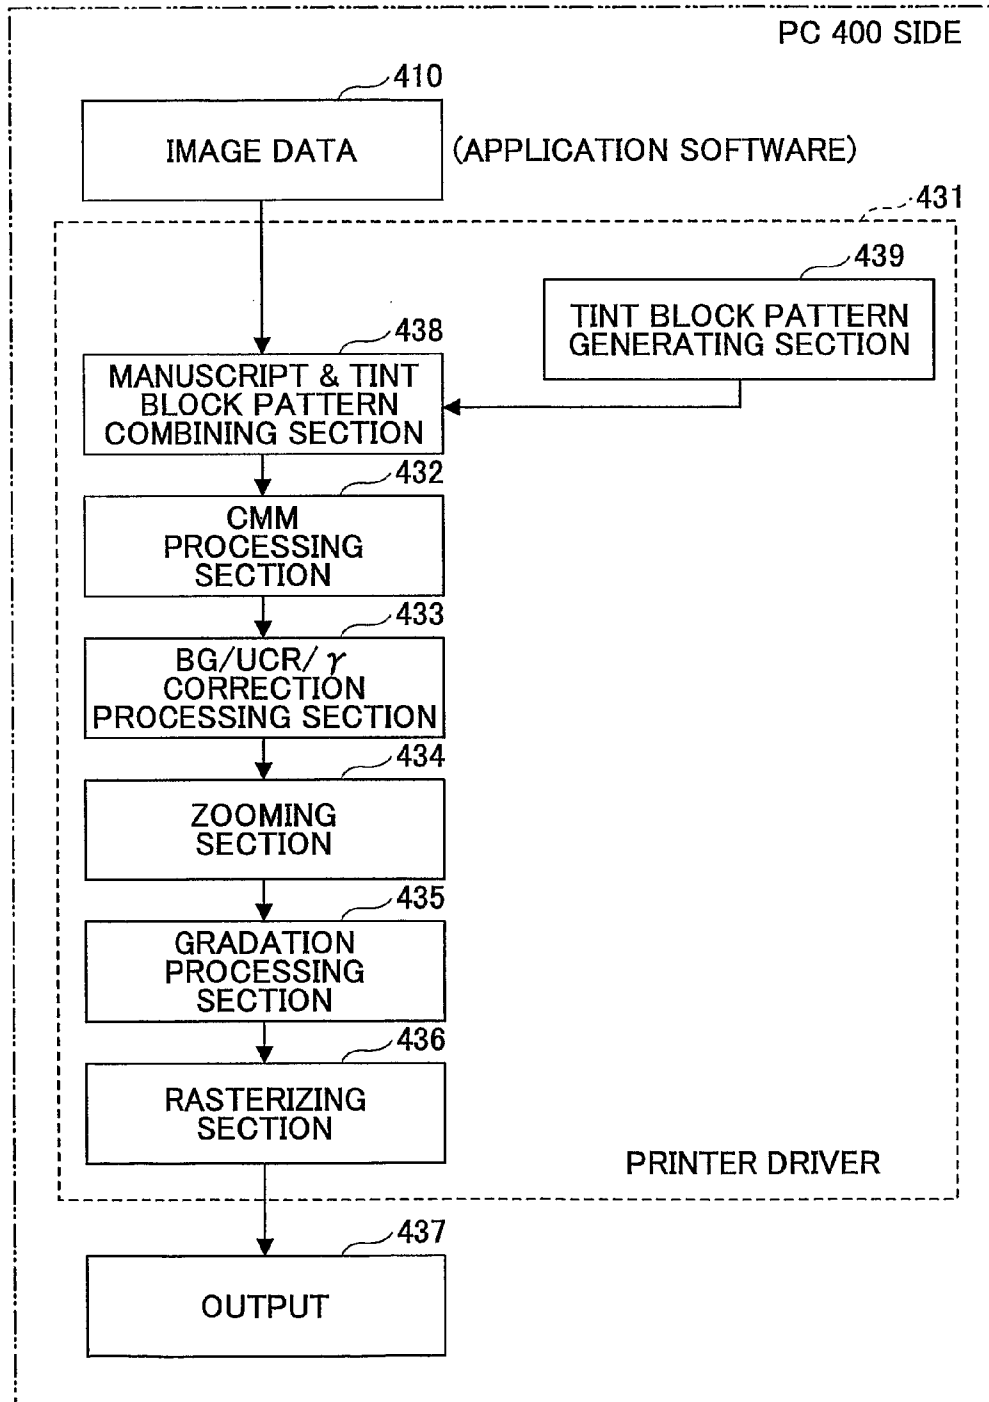 PC 400 SIDE
410
IMAGE DATA
(APPLICATION SOFTWARE)
431
439
TINT BLOCK PATTERN
GENERATING SECTION
438
MANUSCRIPT & TINT
BLOCK PATTERN
COMBINING SECTION
432
CMM
PROCESSING
SECTION
433
BG/UCR/γ
CORRECTION
PROCESSING SECTION
434
ZOOMING
SECTION
435
GRADATION
PROCESSING
SECTION
436
RASTERIZING
SECTION
PRINTER DRIVER
437
OUTPUT